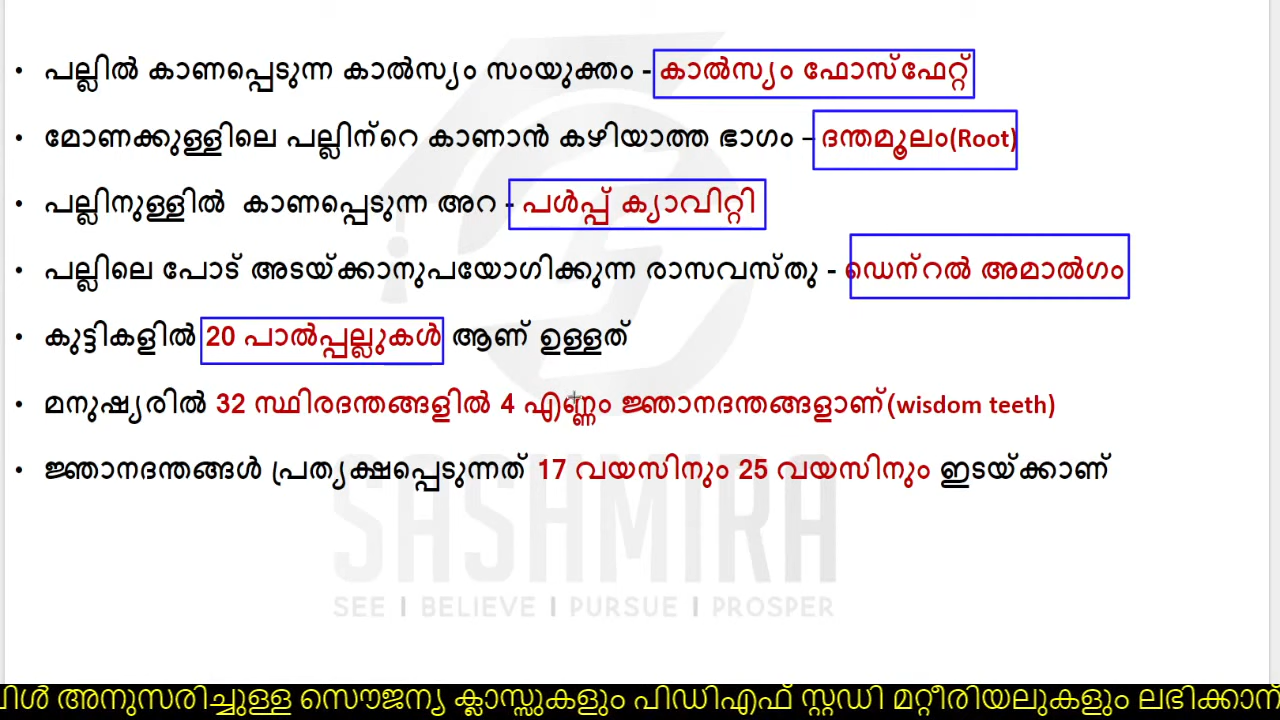 • പല്ലിൽ കാണപ്പെടുന്ന കാൽസ്യം സംയുക്തം - കാൽസ്യം ഫോസ്ഫേറ്റ്
• മോണക്കുള്ളിലെ പല്ലിന്റെ കാണാൻ കഴിയാത്ത ഭാഗം – ദന്തമൂലം(Root)
• പല്ലിനുള്ളിൽ കാണപ്പെടുന്ന അറ - പൾപ്പ് ക്യാവിറ്റി
• പല്ലിലെ പോട് അടയ്ക്കാനുപയോഗിക്കുന്ന രാസവസ്തു - ഡെന്റൽ അമാൽഗം
• കുട്ടികളിൽ 20 പാൽപ്പല്ലുകൾ ആണ് ഉള്ളത്
• മനുഷ്യരിൽ 32 സ്ഥിരദന്തങ്ങളിൽ 4 എണ്ണം ജ്ഞാനദന്തങ്ങളാണ്(wisdom teeth)
• ജ്ഞാനദന്തങ്ങൾ പ്രത്യക്ഷപ്പെടുന്നത് 17 വയസിനും 25 വയസിനും ഇടയ്ക്കാണ്
SASHMIRA
SEE I BELIEVE I PURSUE I PROSPER
അനുസരിച്ചുള്ള സൌജന്യ ക്ലാസ്സുകളും പിഡിഎഫ് സ്റ്റഡി മറ്റീരിയലുകളും ലഭിക്കാൻ